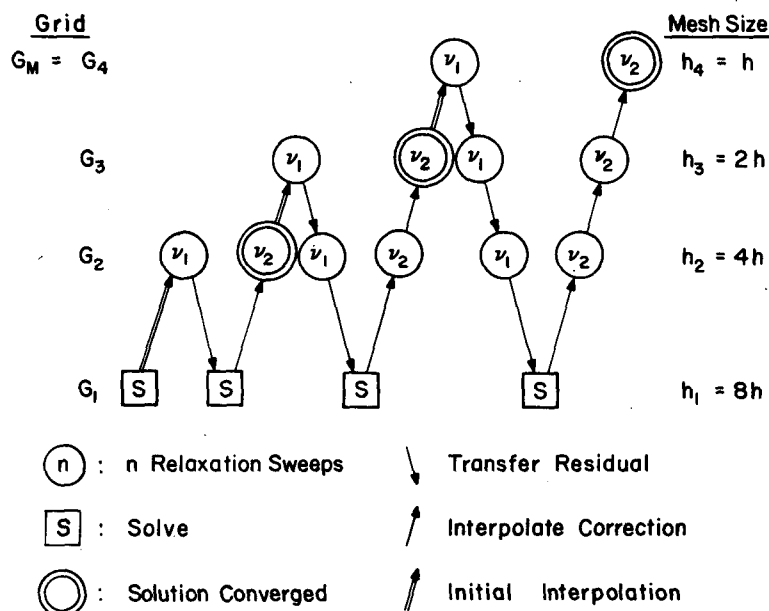 Grid
Mesh Size
G_M = G_4 ν_1 ν_2 h_4 = h
G_3 ν_1 ν_2 ν_1 ν_2 h_3 = 2h
G_2 ν_1 ν_2 ν_1 ν_2 ν_1 ν_2 h_2 = 4h
G_1 S S S S h_1 = 8h
n : n Relaxation Sweeps
Transfer Residual
S : Solve
Interpolate Correction
: Solution Converged
: Initial Interpolation